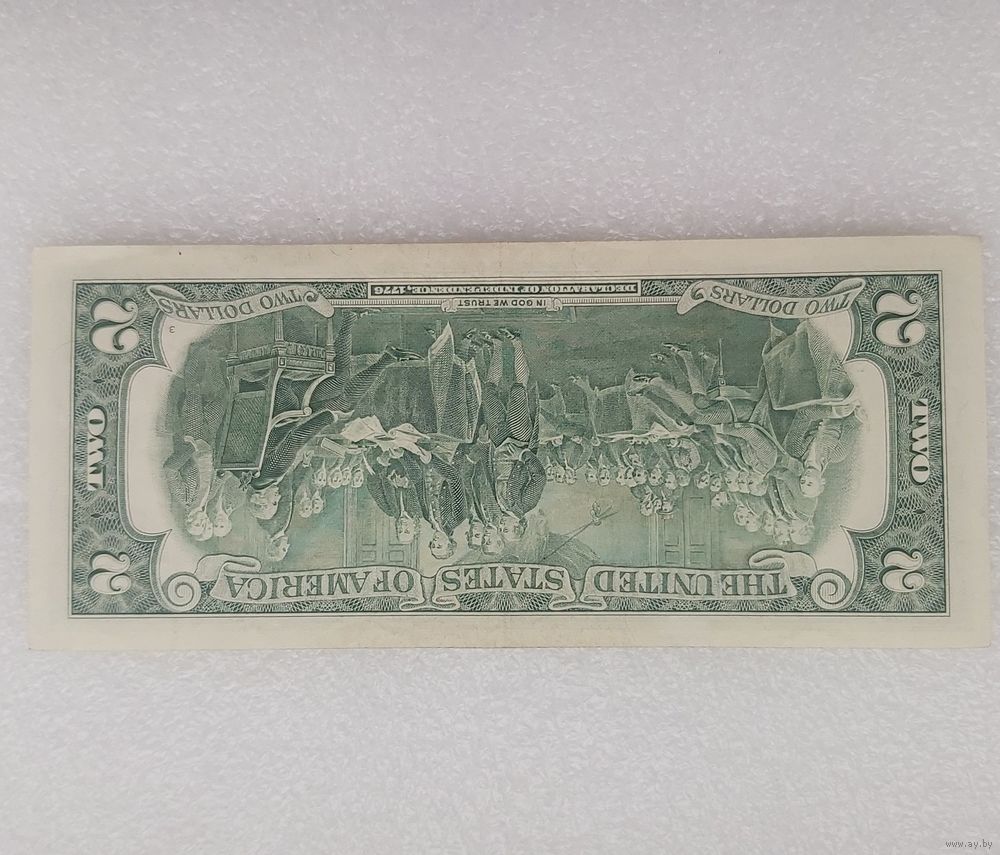 THE UNITED STATES OF AMERICA
2 2
TWO TWO
2 2
TWO DOLLARS TWO DOLLARS
IN GOD WE TRUST
DECLARATION OF INDEPENDENCE, 1776
3
www.ay.by